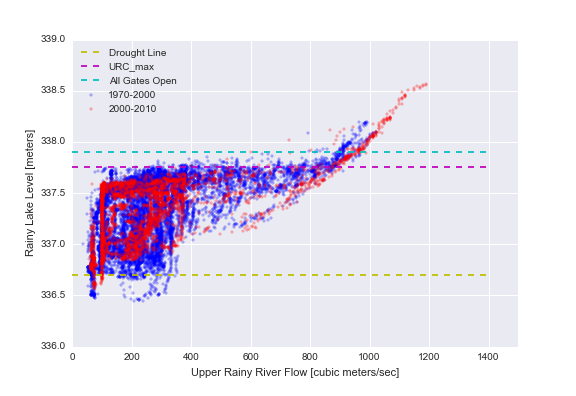 339.0
338.5
338.0
337.5
337.0
336.5
336.0
Rainy Lake Level [meters]
Drought Line
URC_max
All Gates Open
1970-2000
2000-2010
0 200 400 600 800 1000 1200 1400
Upper Rainy River Flow [cubic meters/sec]